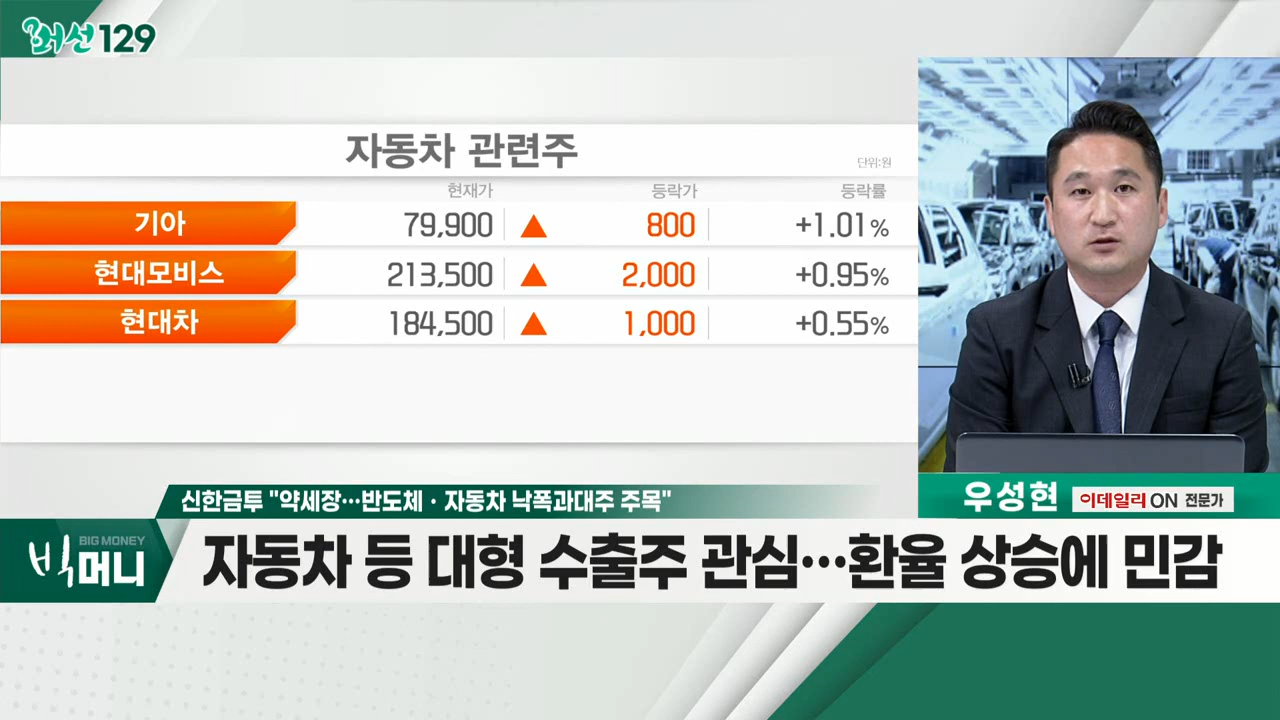 머선129
자동차 관련주
단위:원
현재가 등락가 등락률
기아 79,900 ▲ 800 +1.01%
현대모비스 213,500 ▲ 2,000 +0.95%
현대차 184,500 ▲ 1,000 +0.55%
우성현 이데일리ON 전문가
신한금투 "약세장…반도체·자동차 낙폭과대주 주목"
BIG MONEY
빅머니
자동차 등 대형 수출주 관심…환율 상승에 민감